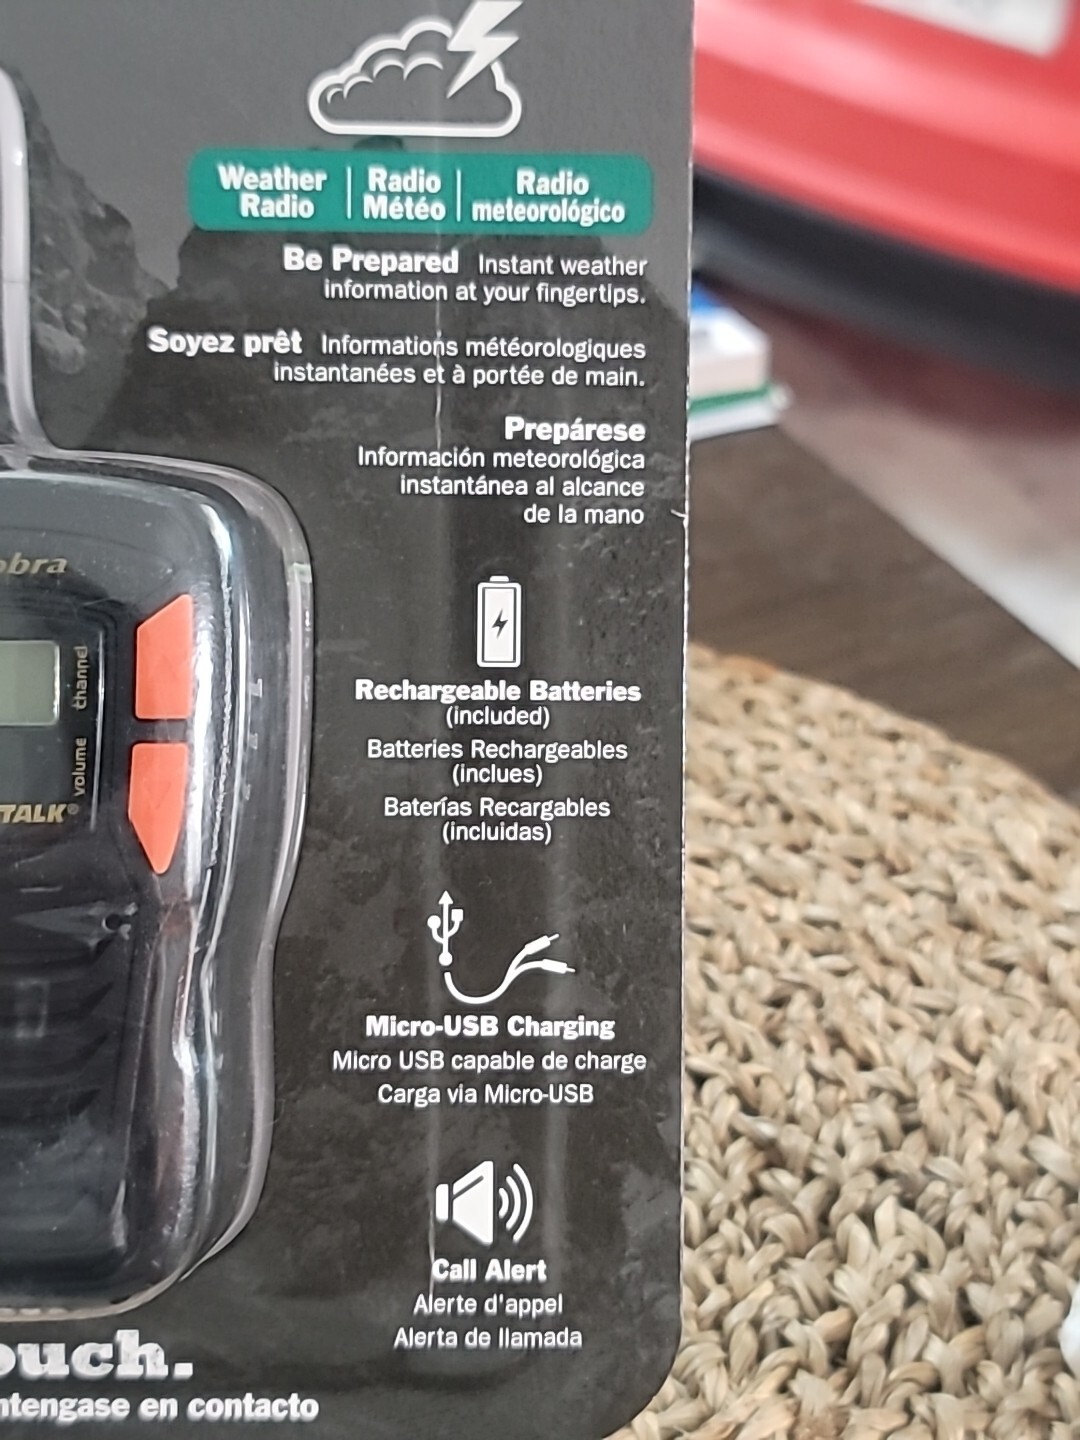 Weather
Radio
Radio
Météo
Radio
meteorológico
Be Prepared Instant weather
information at your fingertips.
Soyez prêt Informations météorologiques
instantanées et à portée de main.
Prepárese
Información meteorológica
instantánea al alcance
de la mano
obra
channel
volume
TALK®
Rechargeable Batteries
(included)
Batteries Rechargeables
(inclues)
Baterías Recargables
(incluidas)
Micro-USB Charging
Micro USB capable de charge
Carga via Micro-USB
Call Alert
Alerte d'appel
Alerta de llamada
ouch.
ntengase en contacto